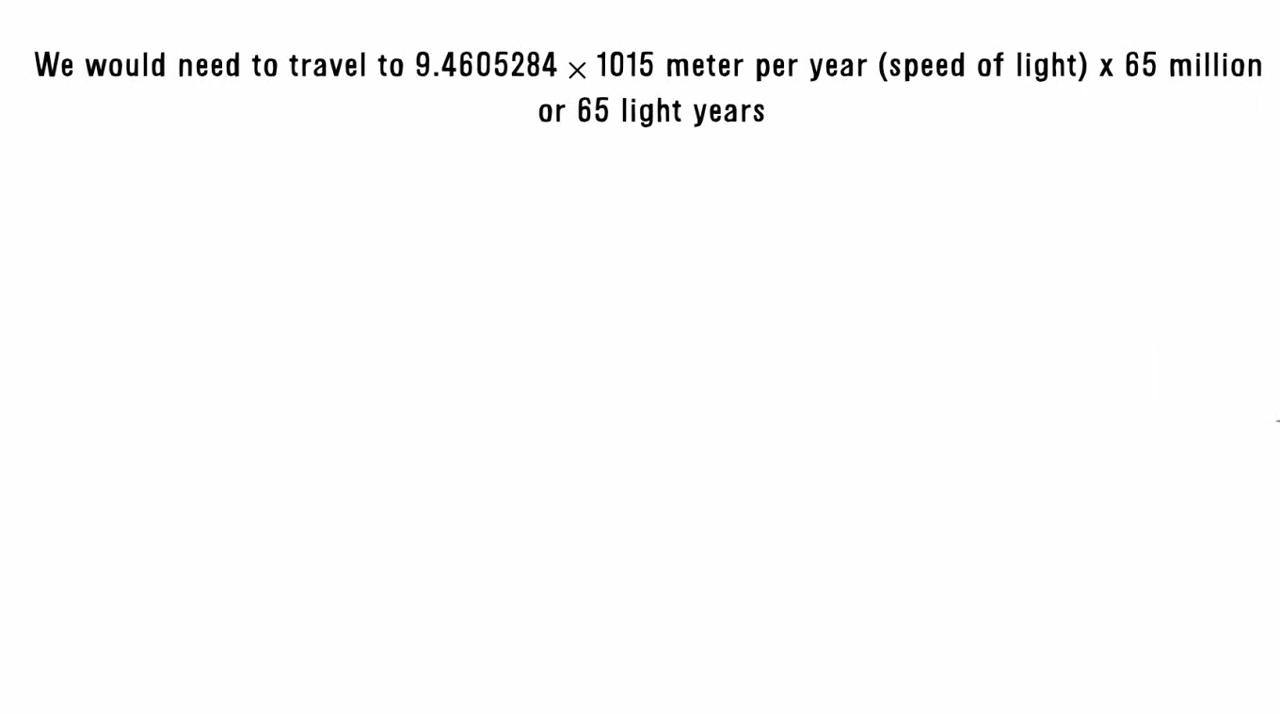 We would need to travel to 9.4605284 × 1015 meter per year (speed of light) x 65 million
or 65 light years